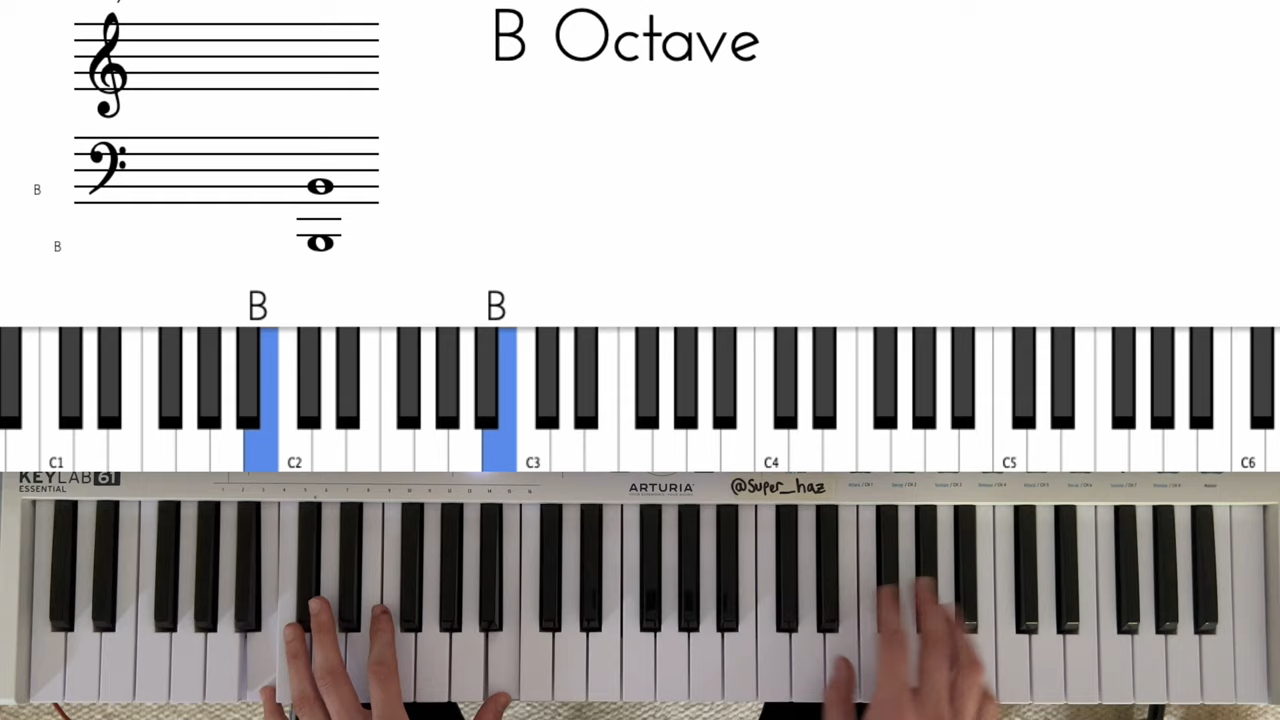 B Octave
B
B
B B
C1 C2 C3 C4 C5 C6
KEYLAB 61
ESSENTIAL
ARTURIA
@super_haz